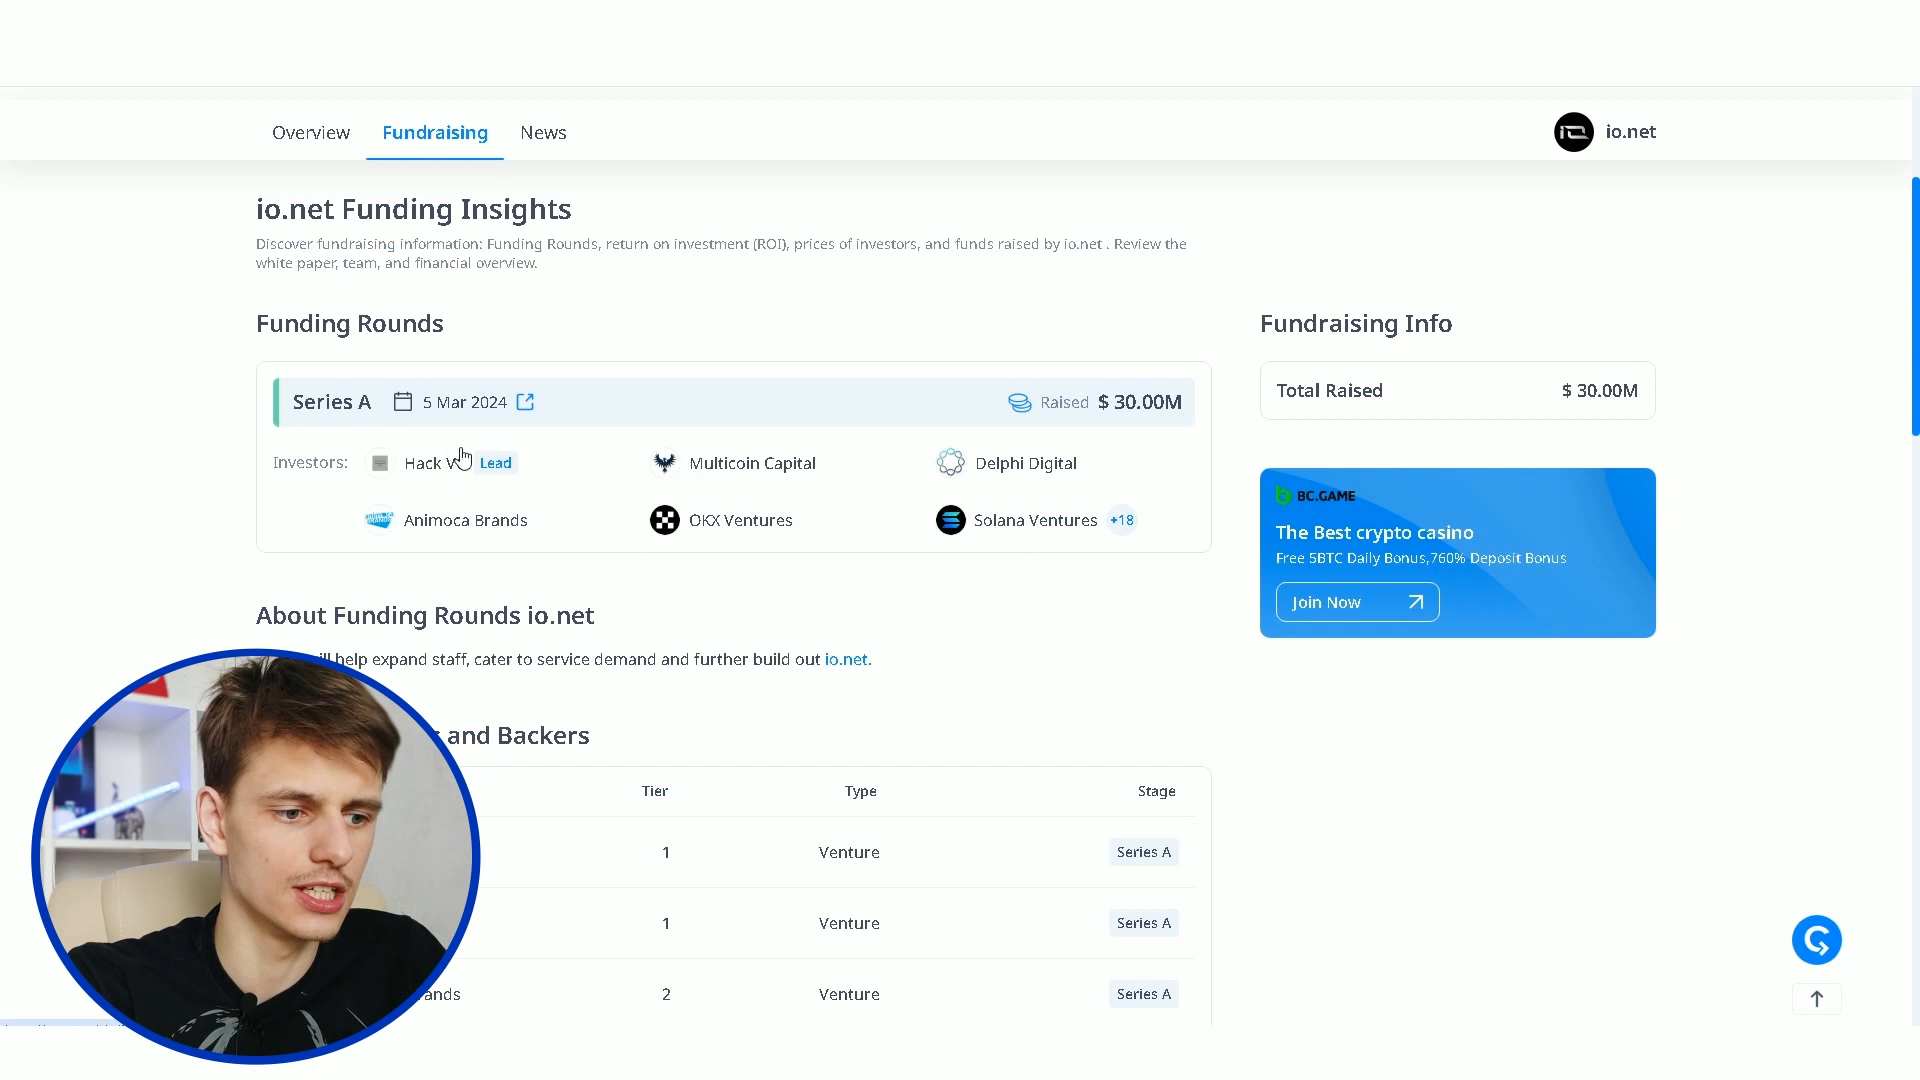 Overview Fundraising News io.net
io.net Funding Insights
Discover fundraising information: Funding Rounds, return on investment (ROI), prices of investors, and funds raised by io.net . Review the
white paper, team, and financial overview.
Funding Rounds
Series A 5 Mar 2024 Raised $ 30.00M
Investors: Hack Lead Multicoin Capital Delphi Digital
Animoca Brands OKX Ventures Solana Ventures +18
Fundraising Info
Total Raised $ 30.00M
BC.GAME
The Best crypto casino
Free 5BTC Daily Bonus,760% Deposit Bonus
Join Now
About Funding Rounds io.net
help expand staff, cater to service demand and further build out io.net.
and Backers
Tier Type Stage
1 Venture Series A
1 Venture Series A
2 Venture Series A